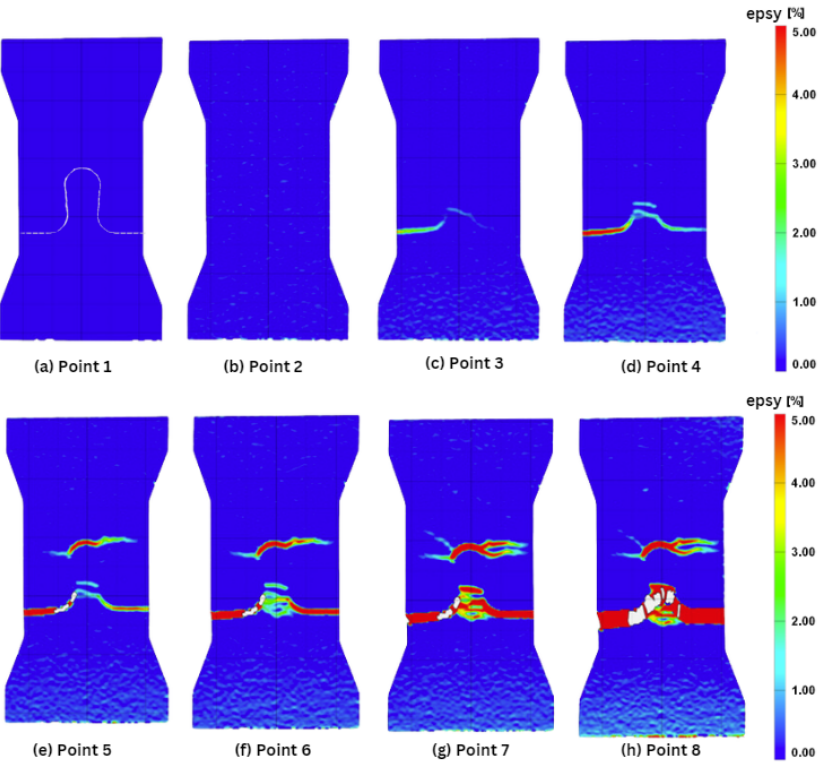 epsy [%]
5.00
4.00
3.00
2.00
1.00
0.00
(a) Point 1
(b) Point 2
(c) Point 3
(d) Point 4
epsy [%]
5.00
4.00
3.00
2.00
1.00
0.00
(e) Point 5
(f) Point 6
(g) Point 7
(h) Point 8